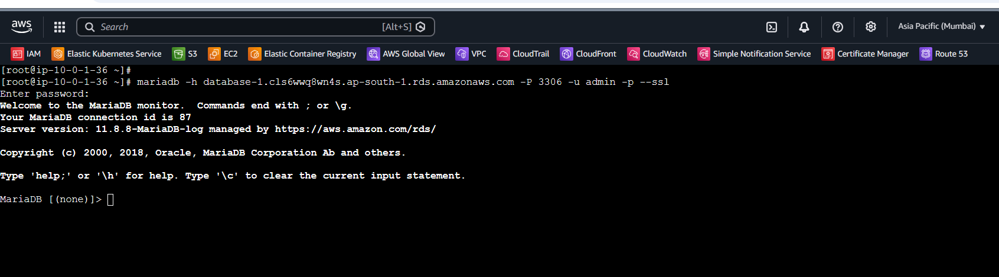 aws
Search [Alt+S] Asia Pacific (Mumbai)
IAM Elastic Kubernetes Service S3 EC2 Elastic Container Registry AWS Global View VPC CloudTrail CloudFront CloudWatch Simple Notification Service Certificate Manager Route 53
[root@ip-10-0-1-36 ~]#
[root@ip-10-0-1-36 ~]# mariadb -h database-1.cls6wwq8wn4s.ap-south-1.rds.amazonaws.com -P 3306 -u admin -p --ssl
Enter password:
Welcome to the MariaDB monitor.  Commands end with ; or \g.
Your MariaDB connection id is 87
Server version: 11.8.8-MariaDB-log managed by https://aws.amazon.com/rds/
Copyright (c) 2000, 2018, Oracle, MariaDB Corporation Ab and others.
Type 'help;' or '\h' for help. Type '\c' to clear the current input statement.
MariaDB [(none)]>